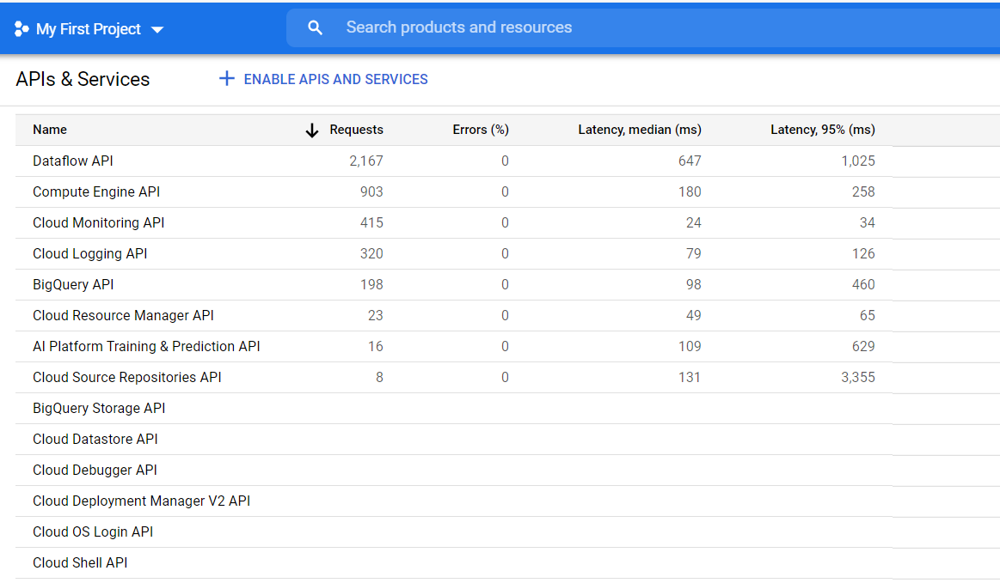 My First Project
Search products and resources
APIs & Services
ENABLE APIS AND SERVICES
Name Requests Errors (%) Latency, median (ms) Latency, 95% (ms)
Dataflow API 2,167 0 647 1,025
Compute Engine API 903 0 180 258
Cloud Monitoring API 415 0 24 34
Cloud Logging API 320 0 79 126
BigQuery API 198 0 98 460
Cloud Resource Manager API 23 0 49 65
AI Platform Training & Prediction API 16 0 109 629
Cloud Source Repositories API 8 0 131 3,355
BigQuery Storage API
Cloud Datastore API
Cloud Debugger API
Cloud Deployment Manager V2 API
Cloud OS Login API
Cloud Shell API